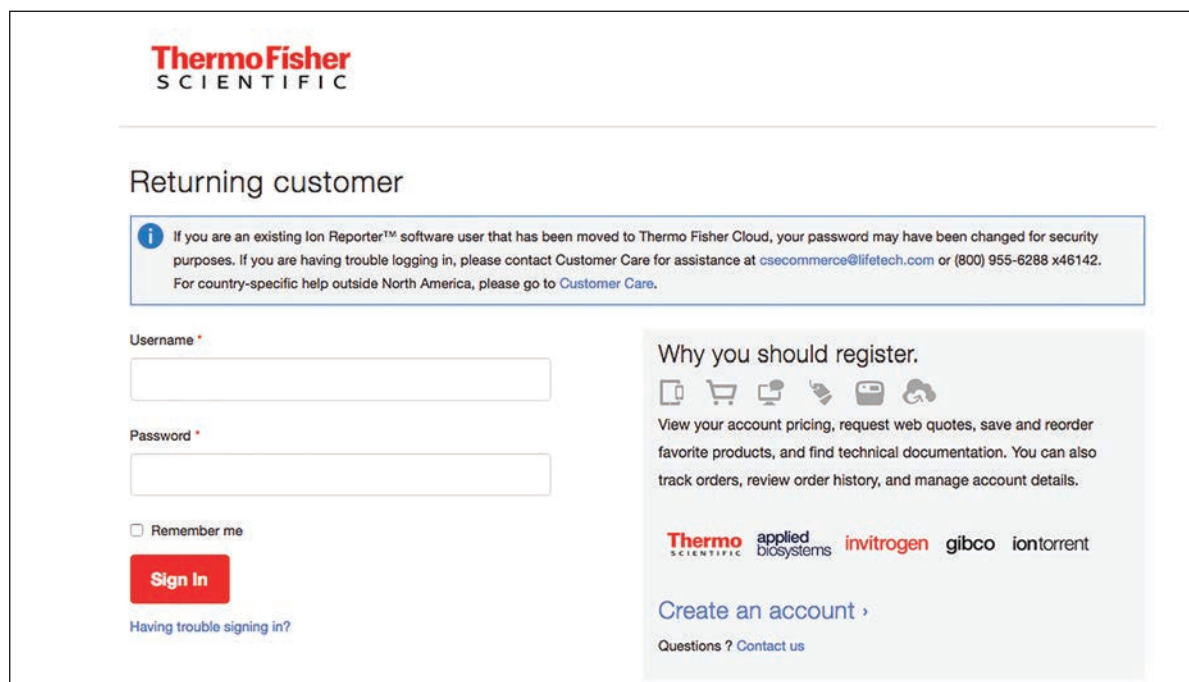 ThermoFisher
SCIENTIFIC
Returning customer
i
If you are an existing Ion Reporter™ software user that has been moved to Thermo Fisher Cloud, your password may have been changed for security
purposes. If you are having trouble logging in, please contact Customer Care for assistance at csecommerce@lifetech.com or (800) 955-6288 x46142.
For country-specific help outside North America, please go to Customer Care.
Username *
Password *
Remember me
Sign In
Having trouble signing in?
Why you should register.
View your account pricing, request web quotes, save and reorder
favorite products, and find technical documentation. You can also
track orders, review order history, and manage account details.
Thermo
SCIENTIFIC
applied
biosystems
invitrogen
gibco
iontorrent
Create an account ›
Questions ? Contact us